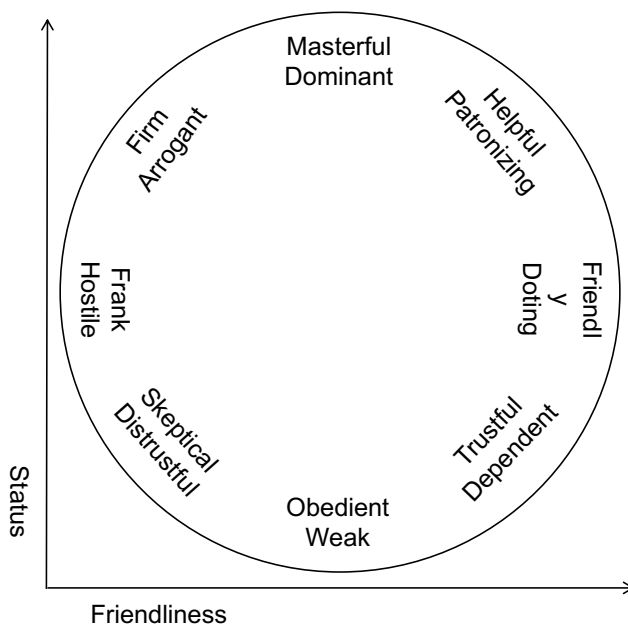 Masterful
Dominant
Firm
Arrogant
Helpful
Patronizing
Frank
Hostile
Friendl
y
Doting
Skeptical
Distrustful
Trustful
Dependent
Obedient
Weak
Status
Friendliness